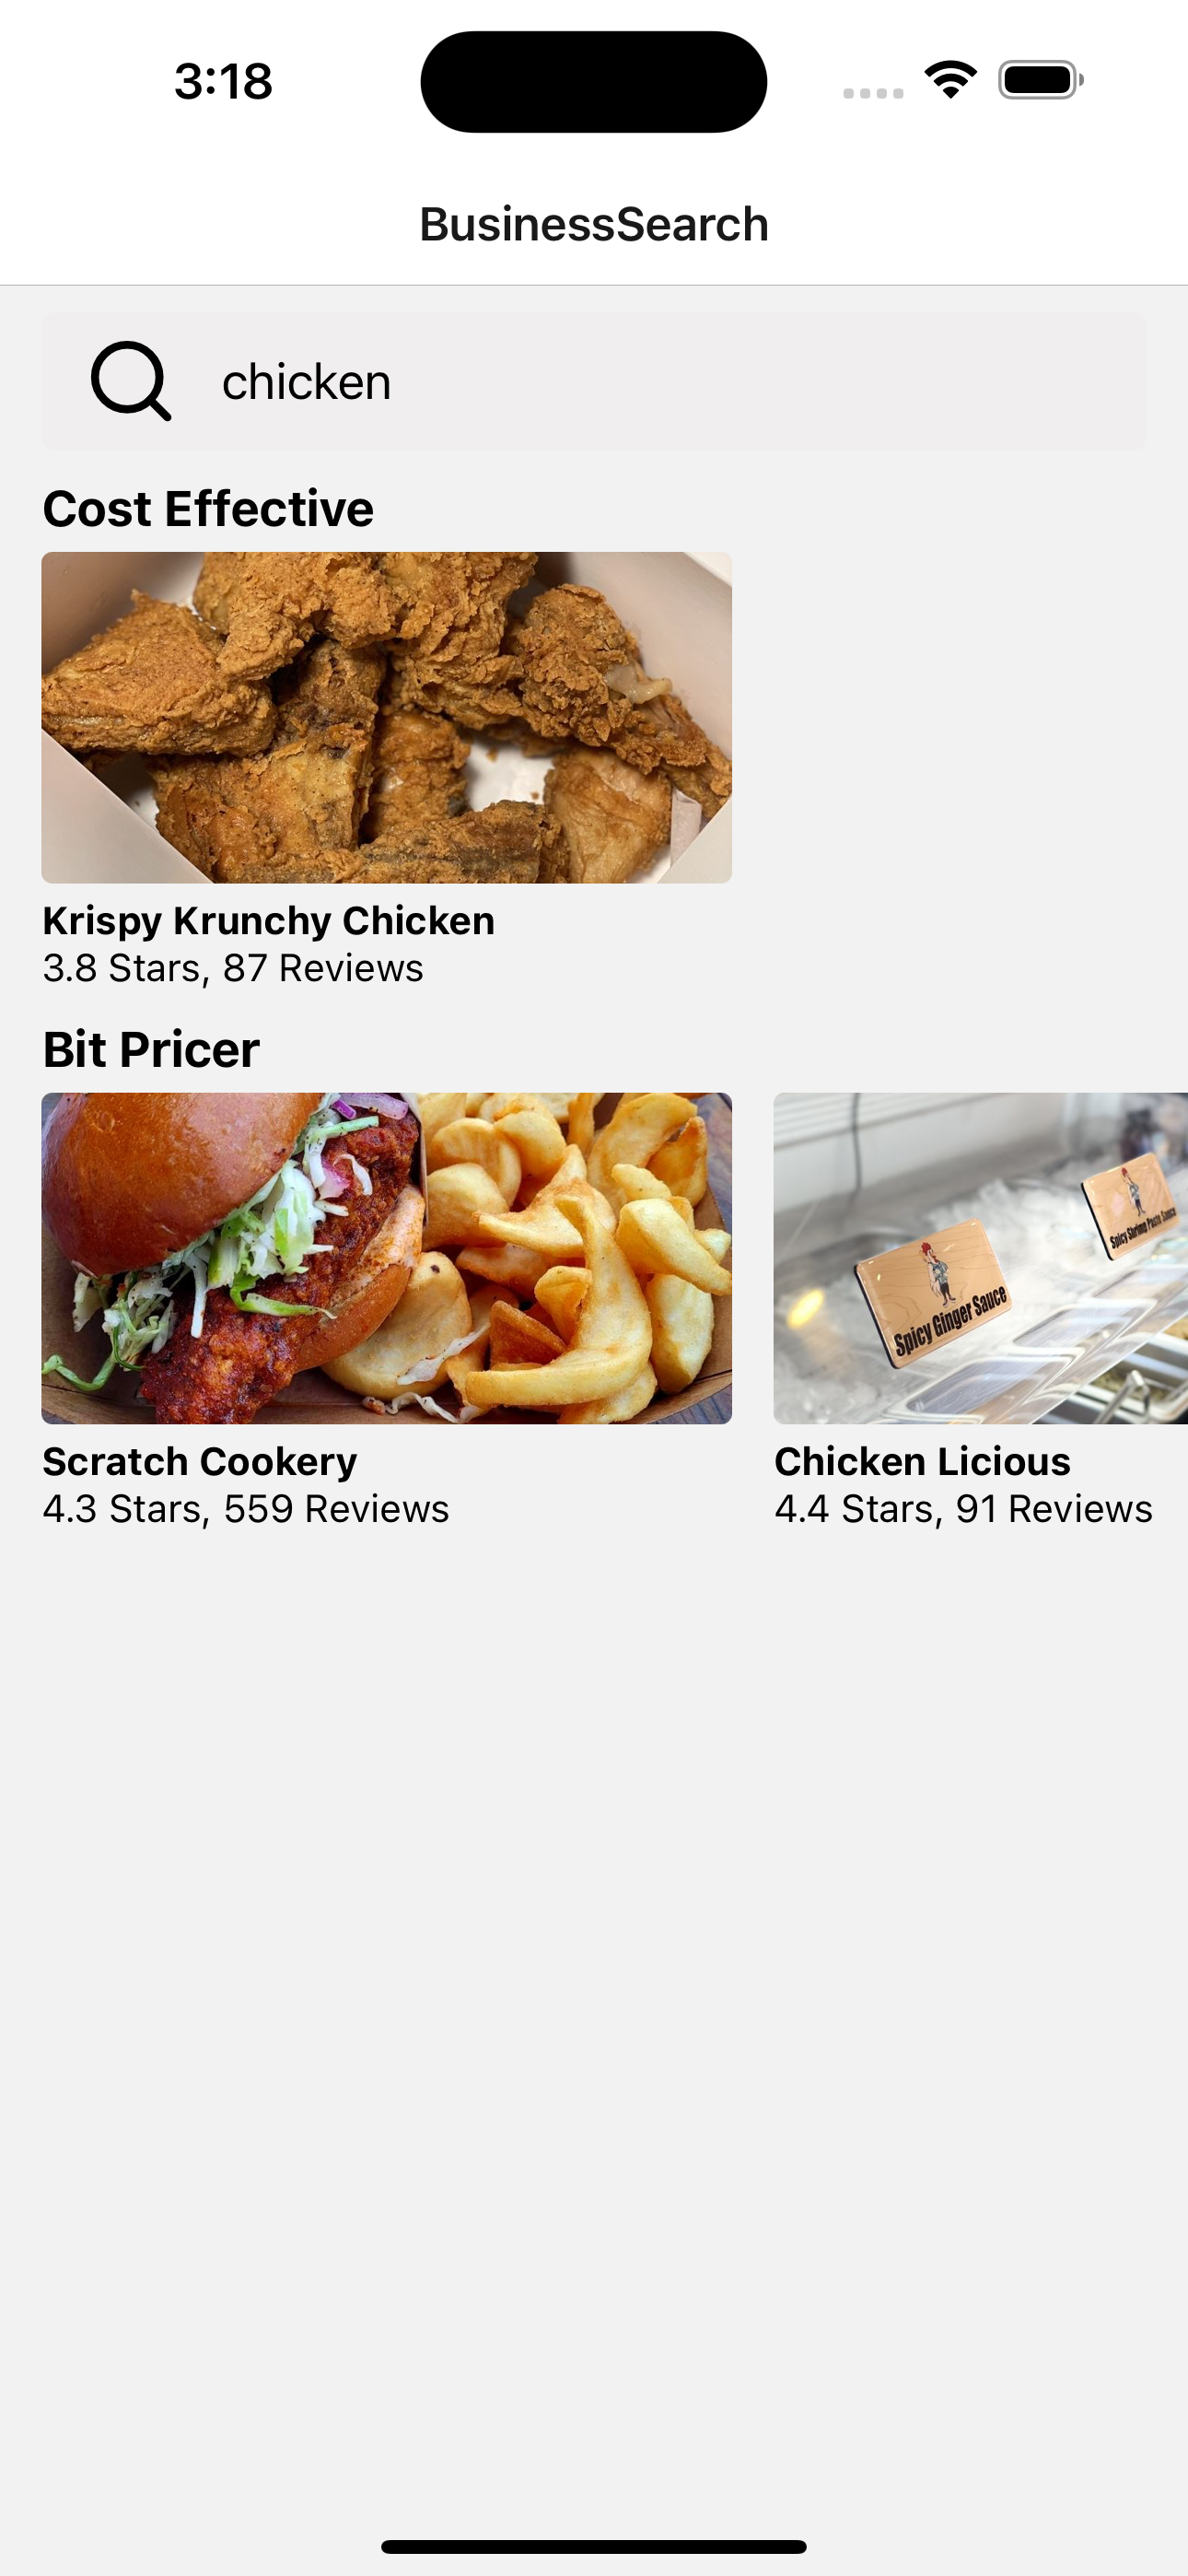 3:18
BusinessSearch
chicken
Cost Effective
Krispy Krunchy Chicken
3.8 Stars, 87 Reviews
Bit Pricer
Spicy Ginger Sauce
Spicy Shrimp Paste Sauce
Scratch Cookery
4.3 Stars, 559 Reviews
Chicken Licious
4.4 Stars, 91 Reviews